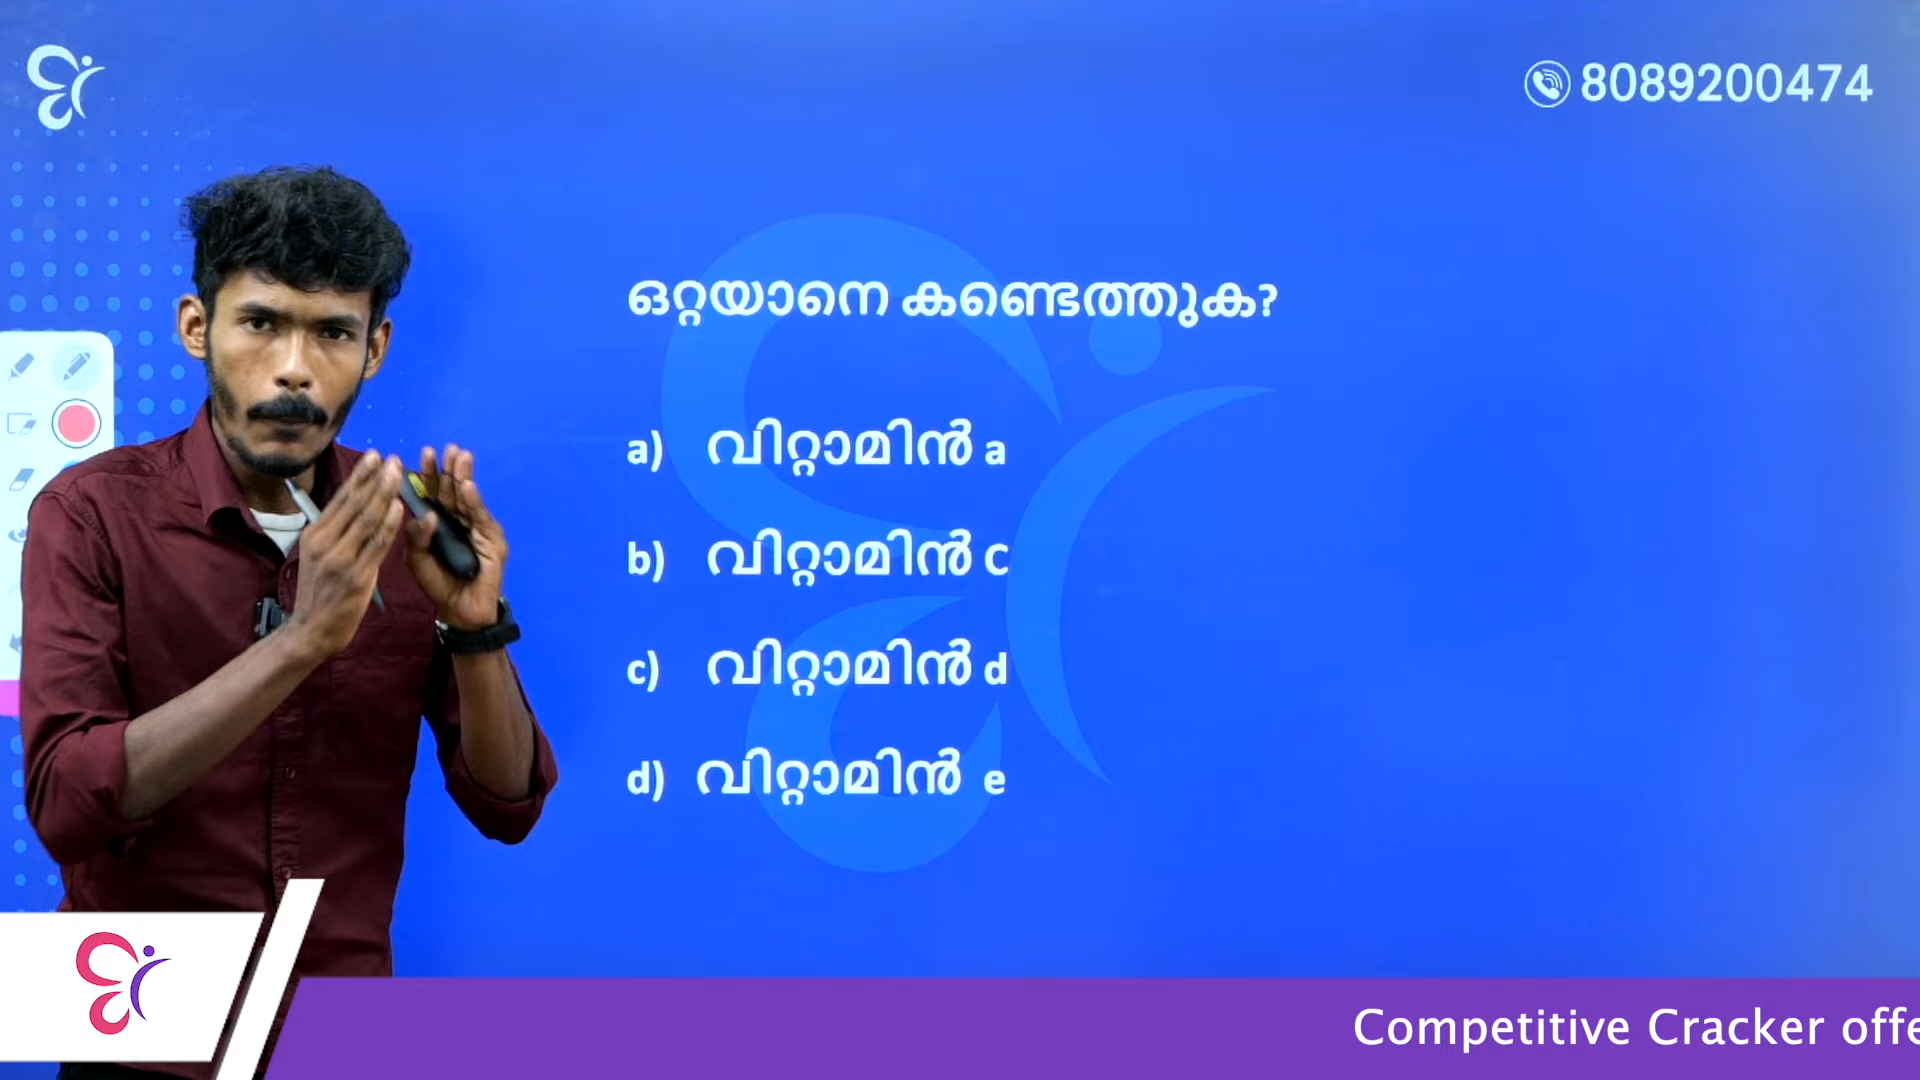 8089200474
ഒറ്റയാനെ കണ്ടെത്തുക?
a) വിറ്റാമിൻ a
b) വിറ്റാമിൻ C
c) വിറ്റാമിൻ d
d) വിറ്റാമിൻ e
Competitive Cracker offe